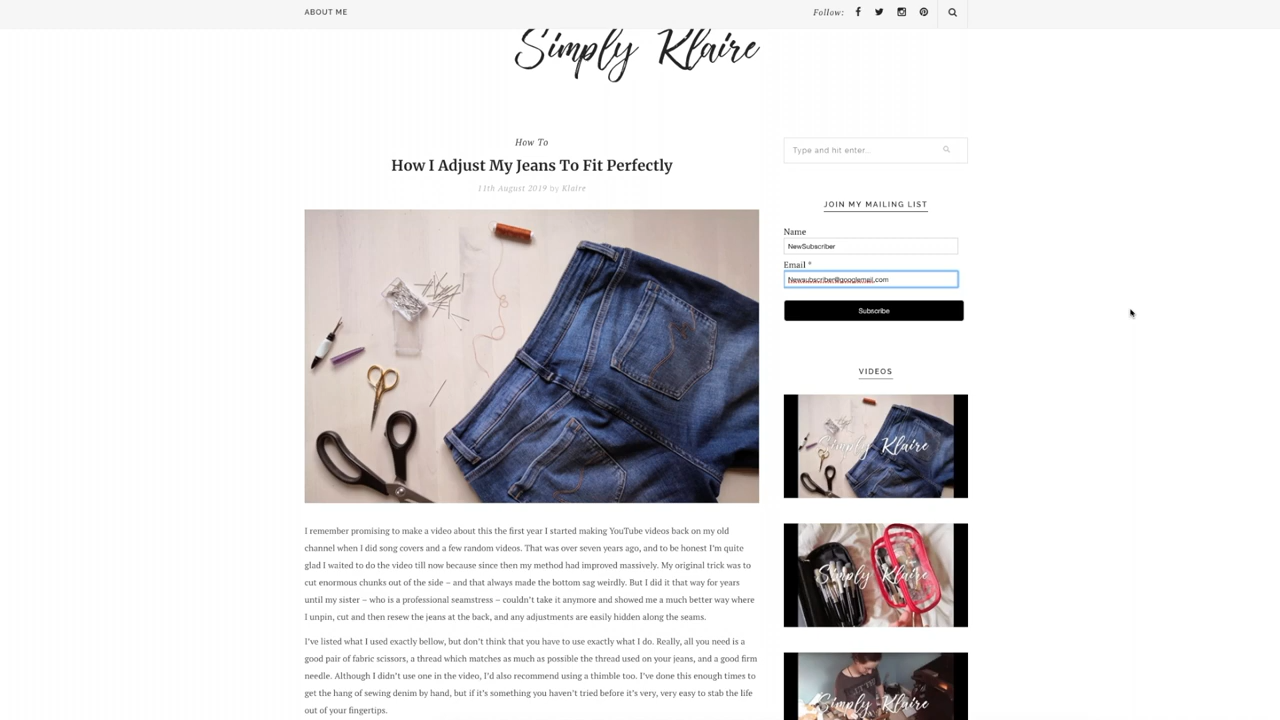 ABOUT ME
Follow:
Simply Klaire
How To
How I Adjust My Jeans To Fit Perfectly
11th August 2019 by Klaire
I remember promising to make a video about this the first year I started making YouTube videos back on my old
channel when I did song covers and a few random videos. That was over seven years ago, and to be honest I'm quite
glad I waited to do the video till now because since then my method had improved massively. My original trick was to
cut enormous chunks out of the side – and that always made the bottom sag weirdly. But I did it that way for years
until my sister – who is a professional seamstress – couldn't take it anymore and showed me a much better way where
I unpin, cut and then resew the jeans at the back, and any adjustments are easily hidden along the seams.
I've listed what I used exactly bellow, but don't think that you have to use exactly what I do. Really, all you need is a
good pair of fabric scissors, a thread which matches as much as possible the thread used on your jeans, and a good firm
needle. Although I didn't use one in the video, I'd also recommend using a thimble too. I've done this enough times to
get the hang of sewing denim by hand, but if it's something you haven't tried before it's very, very easy to stab the life
out of your fingertips.
Type and hit enter...
JOIN MY MAILING LIST
Name
NewSubscriber
Email *
Newsubscriber@googlemail.com
Subscribe
VIDEOS
Simply Klaire
Simply Klaire
Simply Klaire